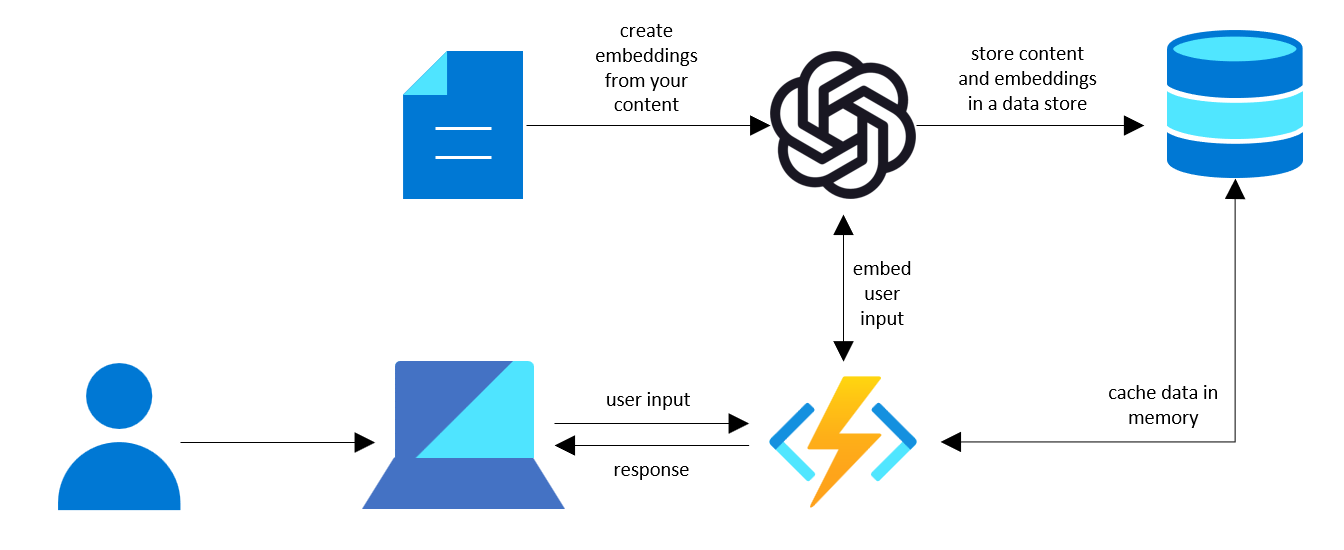 create
embeddings
from your
content
store content
and embeddings
in a data store
embed
user
input
user input
response
cache data in
memory